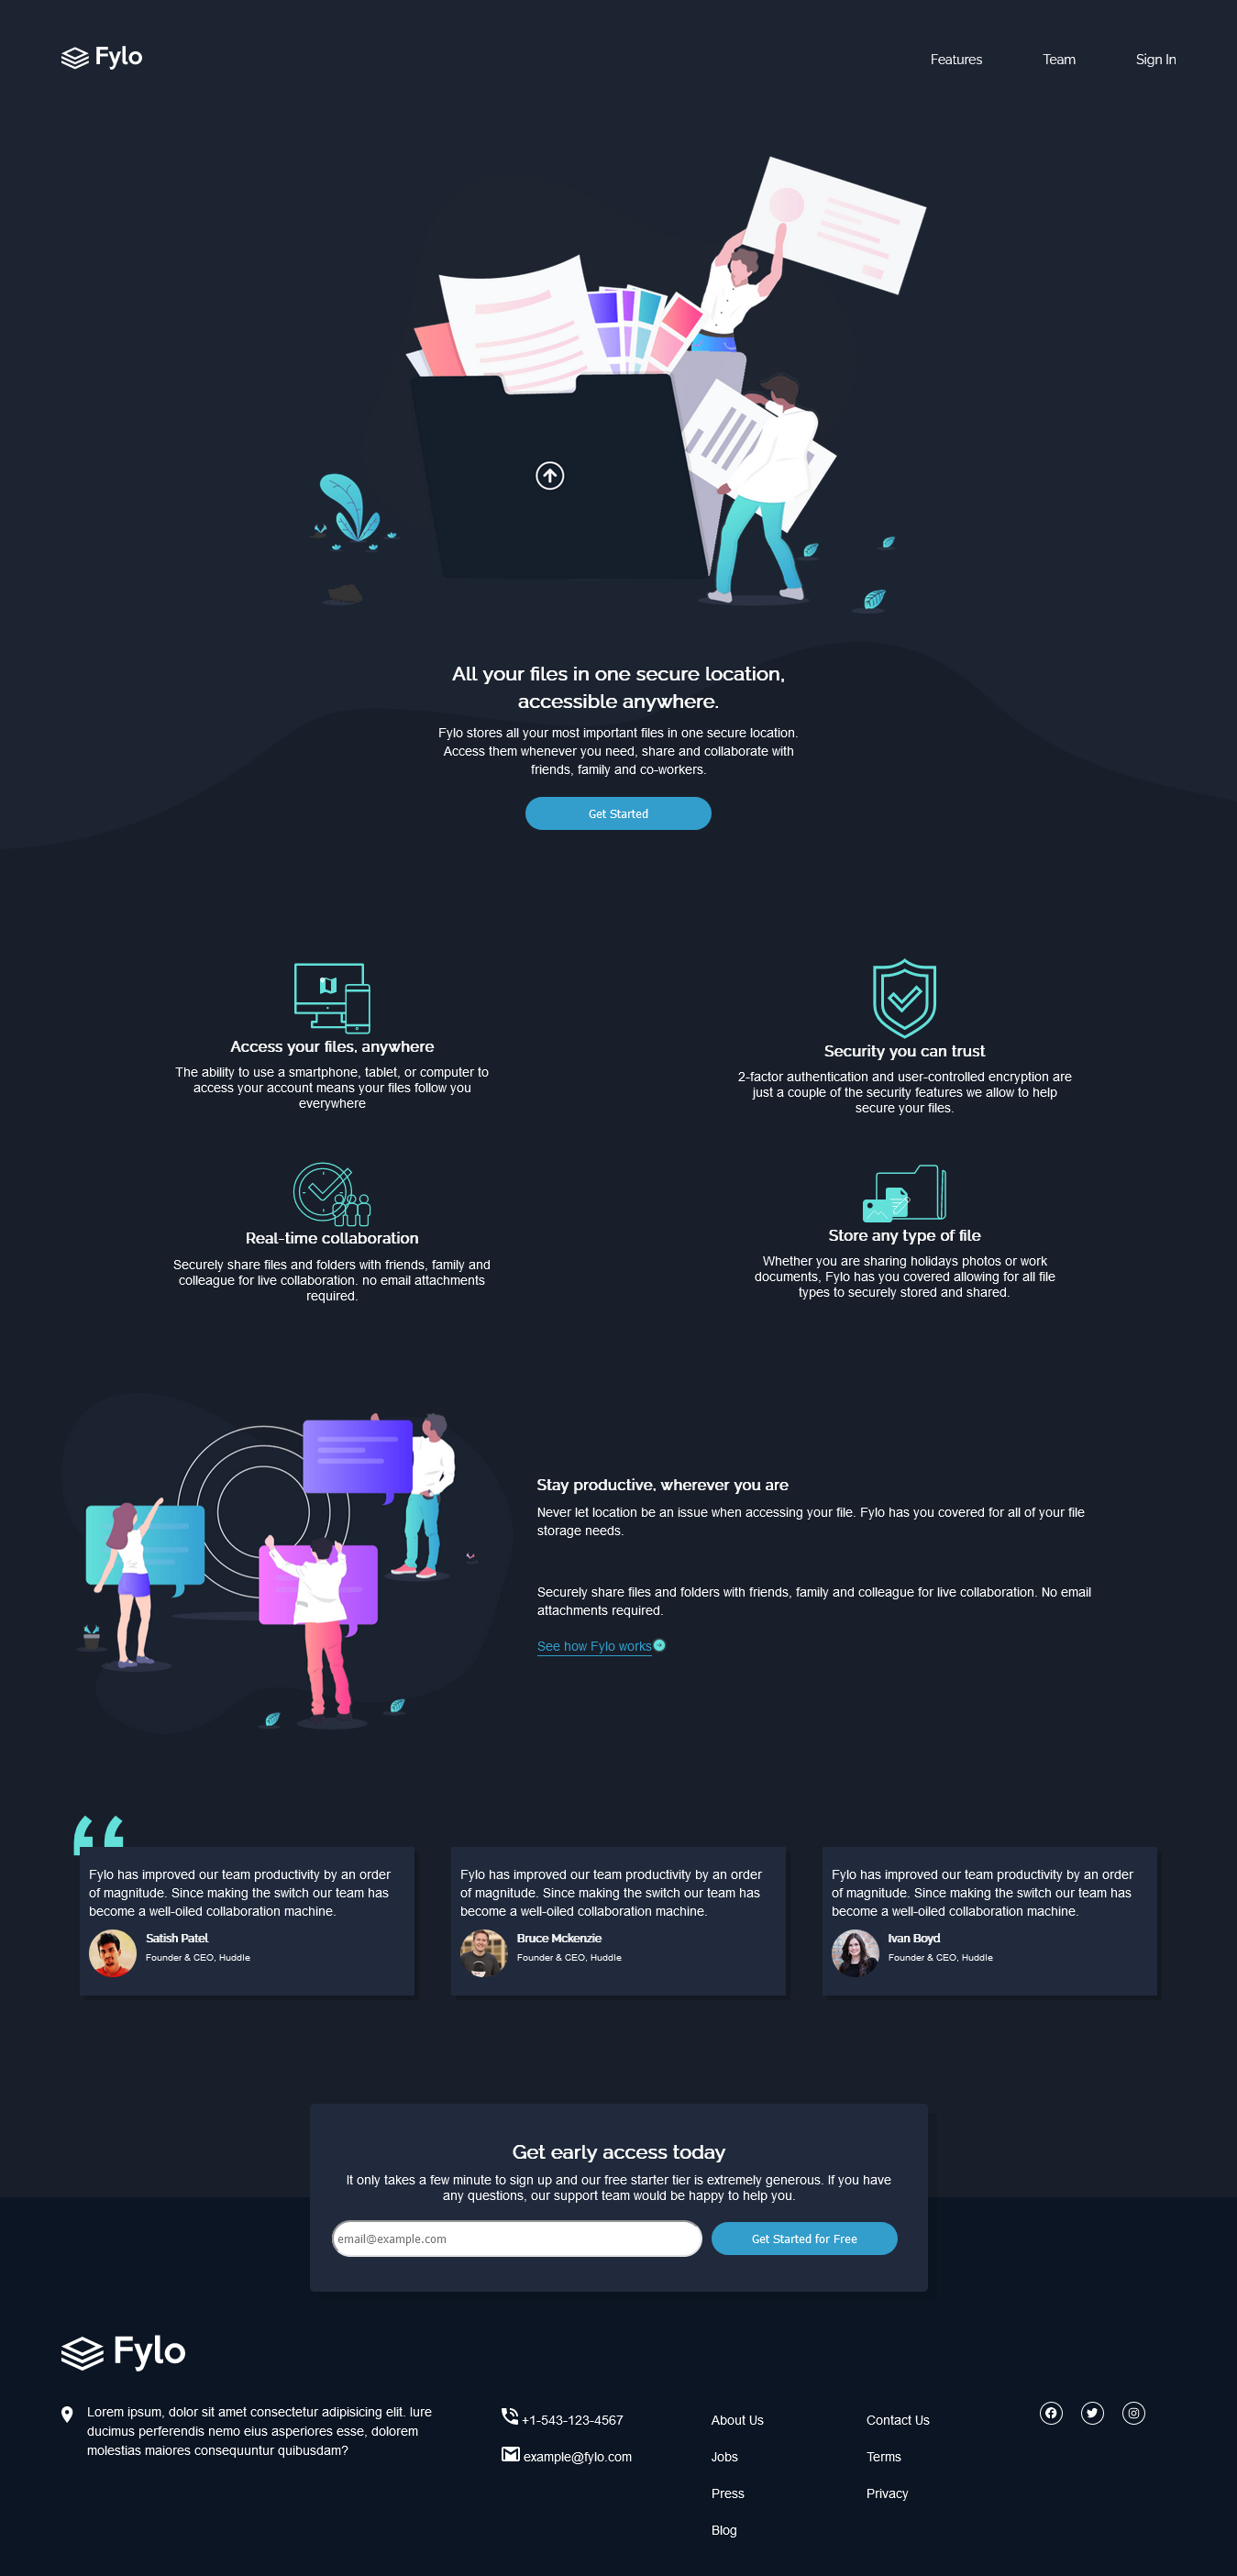 Fylo
Features
Team
Sign In
All your files in one secure location,
accessible anywhere.
Fylo stores all your most important files in one secure location.
Access them whenever you need, share and collaborate with
friends, family and co-workers.
Get Started
Access your files, anywhere
The ability to use a smartphone, tablet, or computer to
access your account means your files follow you
everywhere
Security you can trust
2-factor authentication and user-controlled encryption are
just a couple of the security features we allow to help
secure your files.
Real-time collaboration
Securely share files and folders with friends, family and
colleague for live collaboration. no email attachments
required.
Store any type of file
Whether you are sharing holidays photos or work
documents, Fylo has you covered allowing for all file
types to securely stored and shared.
Stay productive, wherever you are
Never let location be an issue when accessing your file. Fylo has you covered for all of your file
storage needs.
Securely share files and folders with friends, family and colleague for live collaboration. No email
attachments required.
See how Fylo works
Fylo has improved our team productivity by an order
of magnitude. Since making the switch our team has
become a well-oiled collaboration machine.
Satish Patel
Founder & CEO, Huddle
Fylo has improved our team productivity by an order
of magnitude. Since making the switch our team has
become a well-oiled collaboration machine.
Bruce Mckenzie
Founder & CEO, Huddle
Fylo has improved our team productivity by an order
of magnitude. Since making the switch our team has
become a well-oiled collaboration machine.
Ivan Boyd
Founder & CEO, Huddle
Get early access today
It only takes a few minute to sign up and our free starter tier is extremely generous. If you have
any questions, our support team would be happy to help you.
email@example.com
Get Started for Free
Fylo
Lorem ipsum, dolor sit amet consectetur adipisicing elit. Iure
ducimus perferendis nemo eius asperiores esse, dolorem
molestias maiores consequuntur quibusdam?
+1-543-123-4567
example@fylo.com
About Us
Jobs
Press
Blog
Contact Us
Terms
Privacy